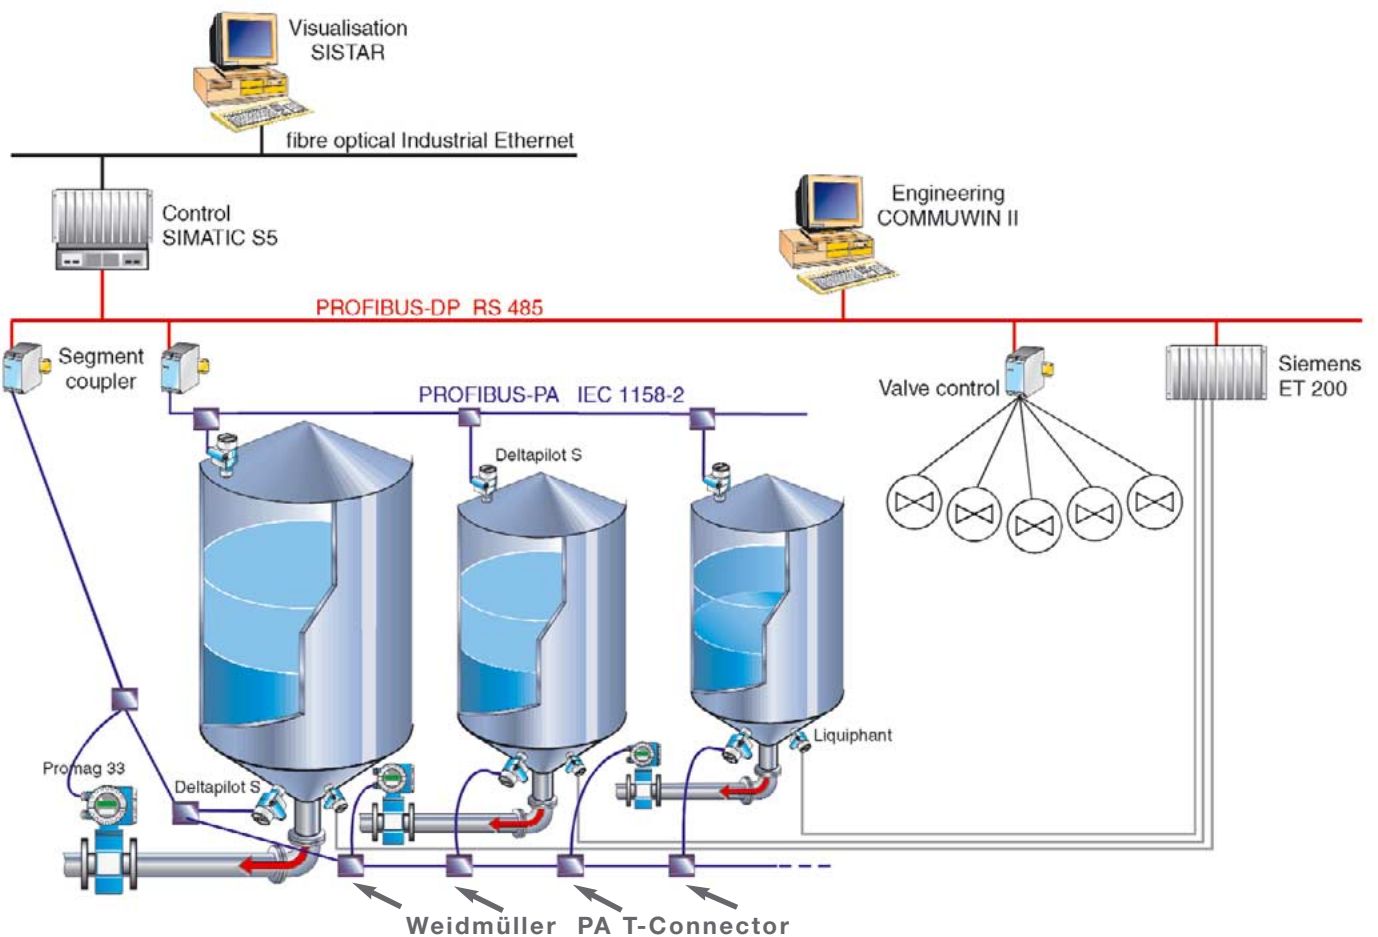 Visualisation
SISTAR
fibre optical Industrial Ethernet
Control
SIMATIC S5
Engineering
COMMUWIN II
PROFIBUS-DP RS 485
Segment
coupler
PROFIBUS-PA IEC 1158-2
Valve control
Siemens
ET 200
Deltapilot S
Liquiphant
Promag 33
Deltapilot S
Weidmüller PA T-Connector